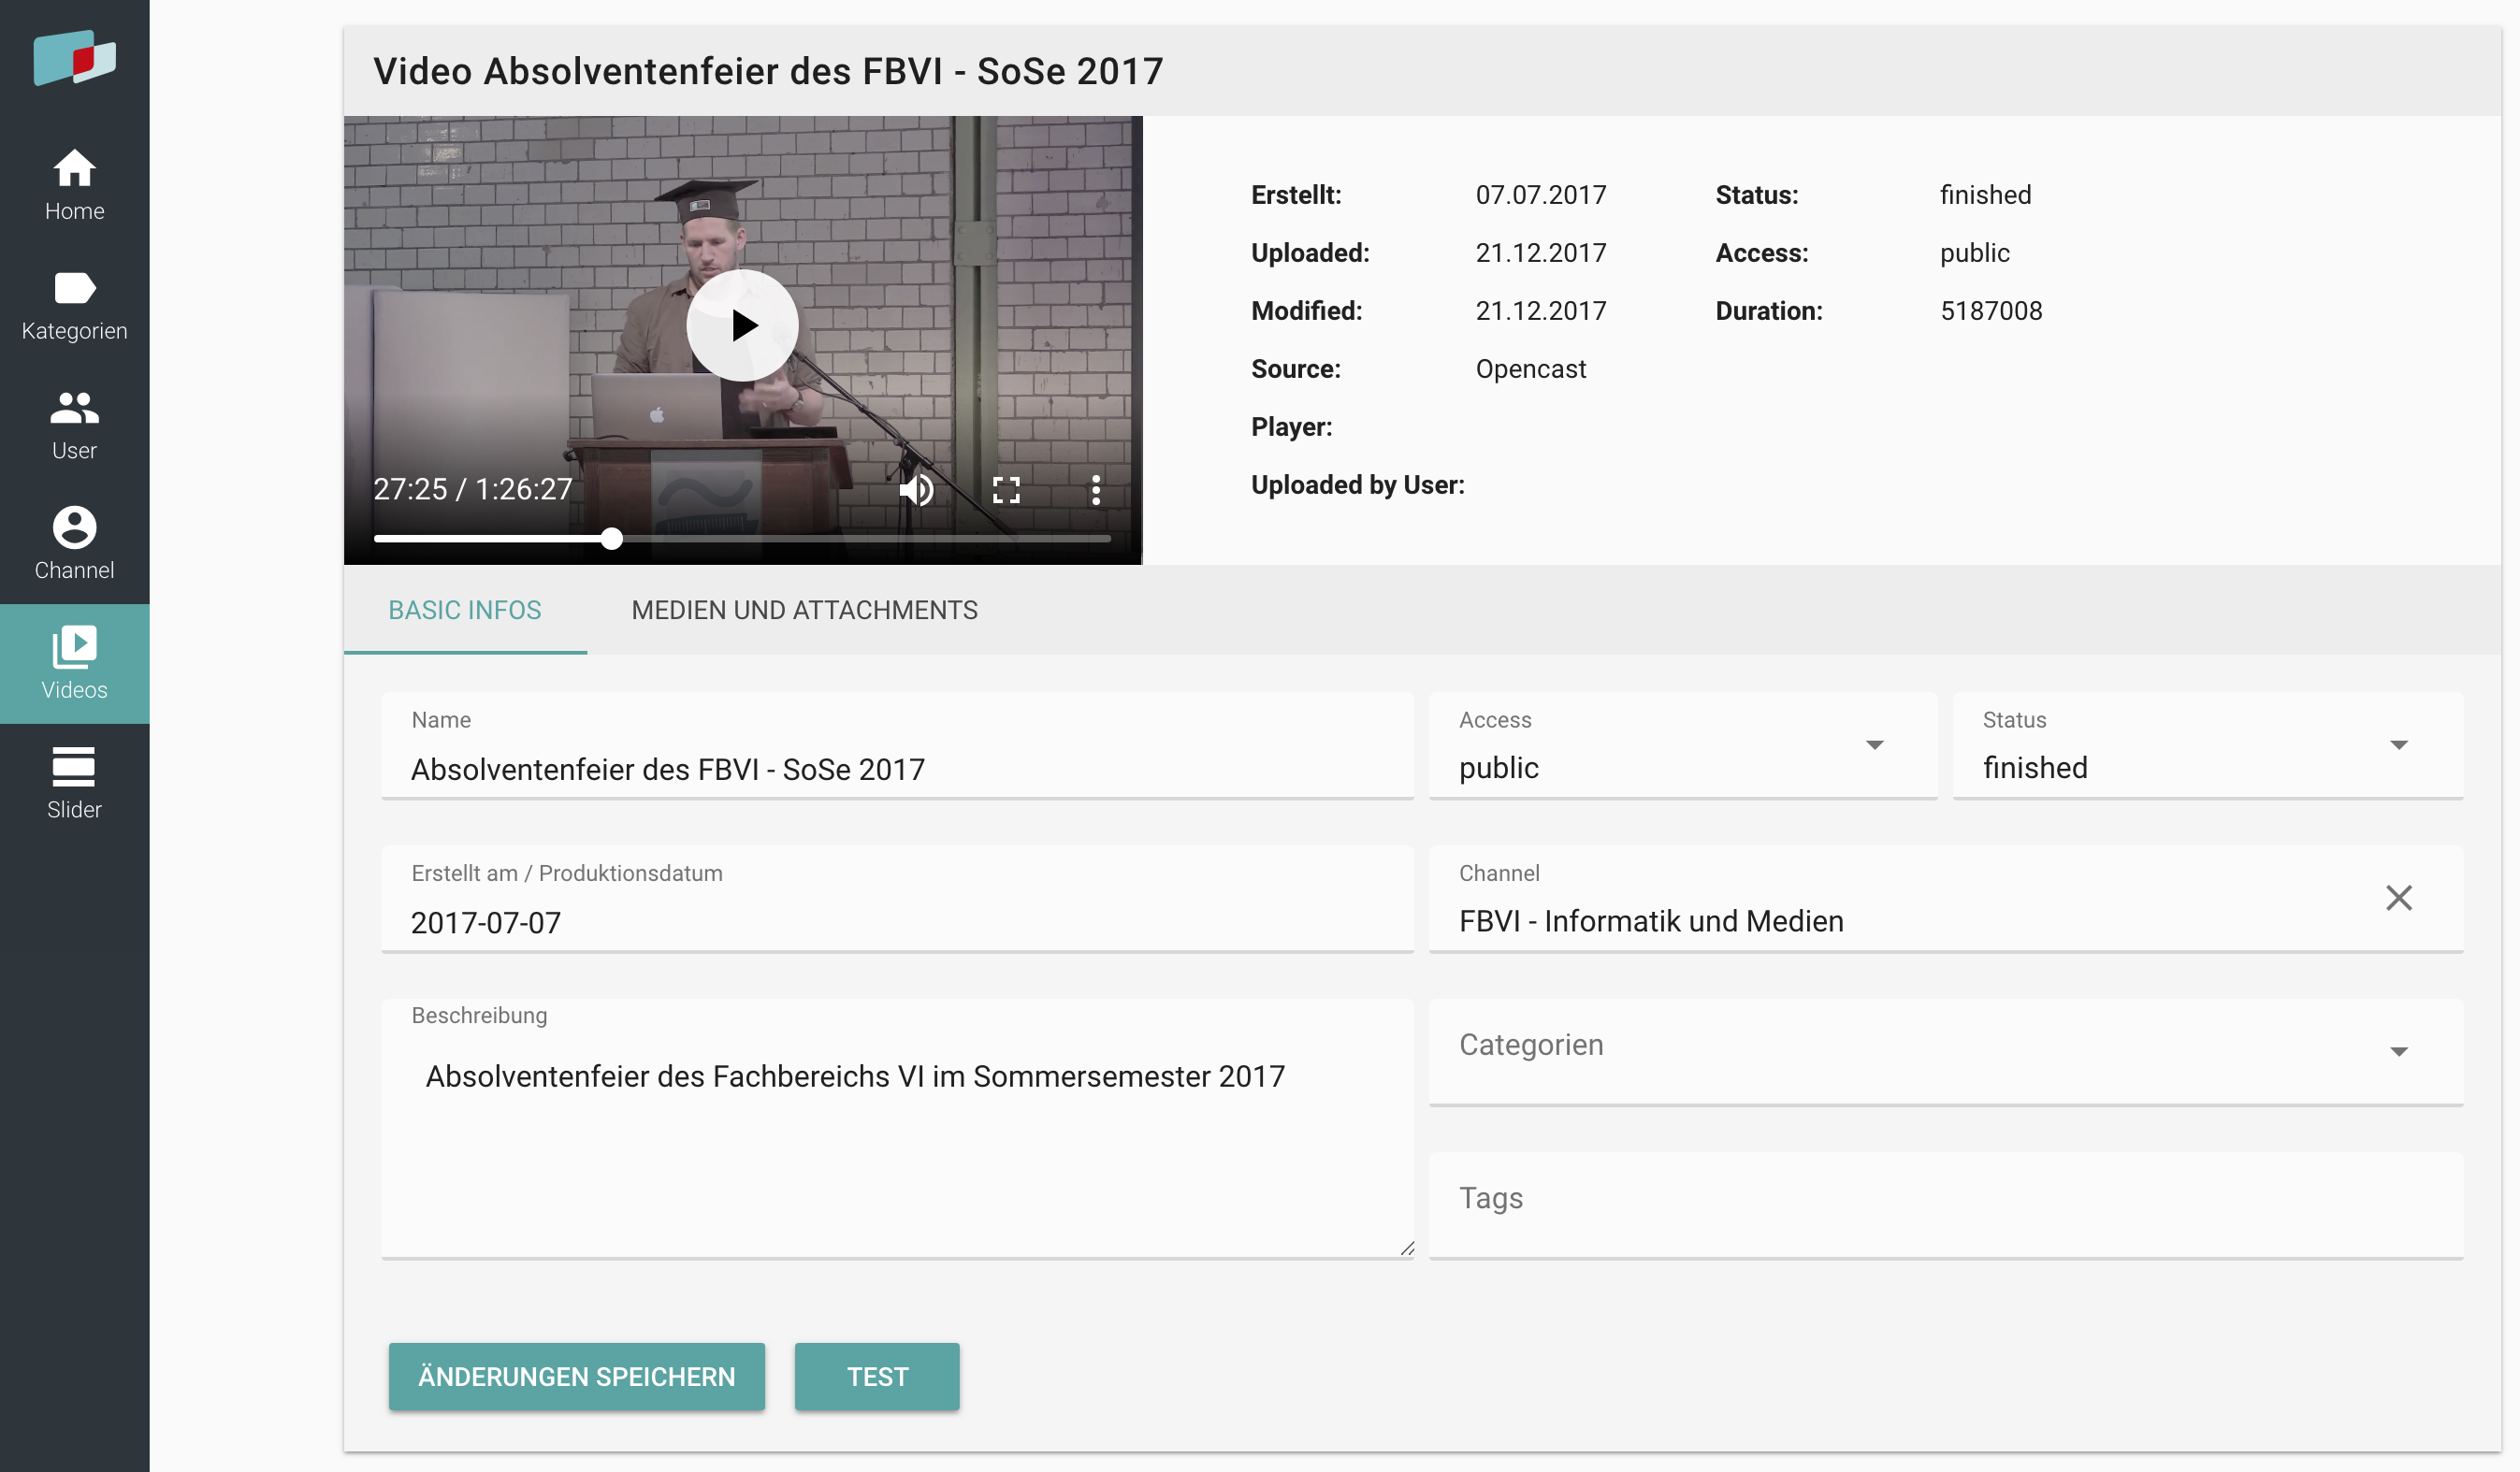 Home
Kategorien
User
Channel
Videos
Slider
Video Absolventenfeier des FBVI - SoSe 2017
27:25 / 1:26:27
Erstellt: 07.07.2017 Status: finished
Uploaded: 21.12.2017 Access: public
Modified: 21.12.2017 Duration: 5187008
Source: Opencast
Player:
Uploaded by User:
BASIC INFOS MEDIEN UND ATTACHMENTS
Name
Absolventenfeier des FBVI - SoSe 2017
Access
public
Status
finished
Erstellt am / Produktionsdatum
2017-07-07
Channel
FBVI - Informatik und Medien
Beschreibung
Absolventenfeier des Fachbereichs VI im Sommersemester 2017
Categorien
Tags
ÄNDERUNGEN SPEICHERN TEST